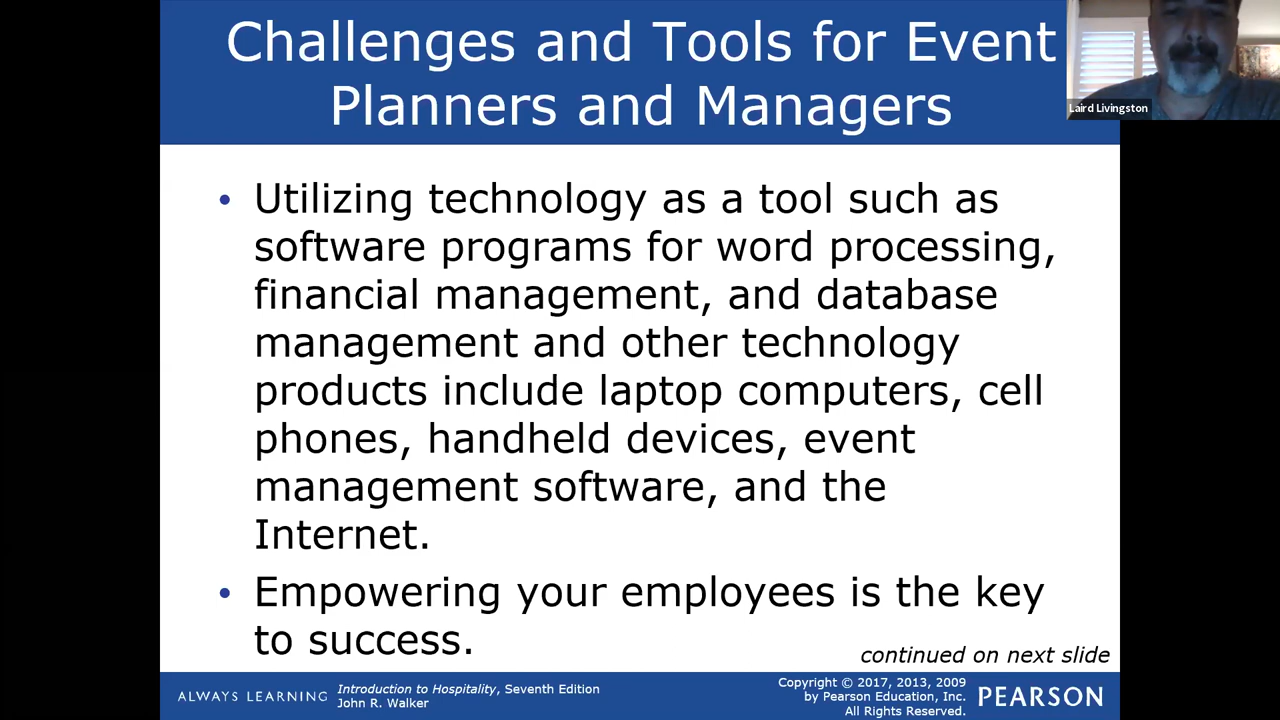 Challenges and Tools for Event
Planners and Managers
Laird Livingston
• Utilizing technology as a tool such as
software programs for word processing,
financial management, and database
management and other technology
products include laptop computers, cell
phones, handheld devices, event
management software, and the
Internet.
• Empowering your employees is the key
to success.
continued on next slide
ALWAYS LEARNING
Introduction to Hospitality, Seventh Edition
John R. Walker
Copyright © 2017, 2013, 2009
by Pearson Education, Inc.
All Rights Reserved.
PEARSON